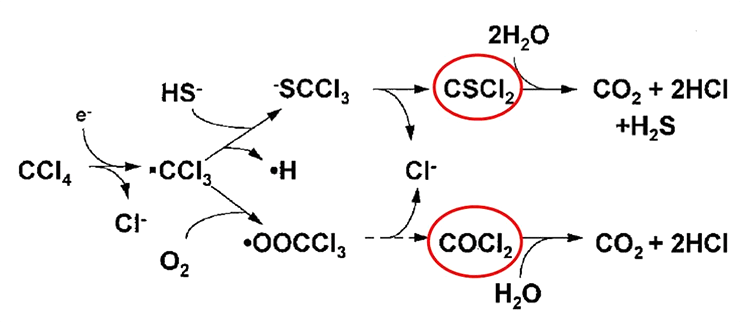 2H₂O
HS⁻ ⁻SCCl₃ CSCl₂ CO₂ + 2HCl
+H₂S
e⁻
CCl₄ ▪CCl₃ •H Cl⁻
Cl⁻
O₂ •OOCCl₃ COCl₂ CO₂ + 2HCl
H₂O